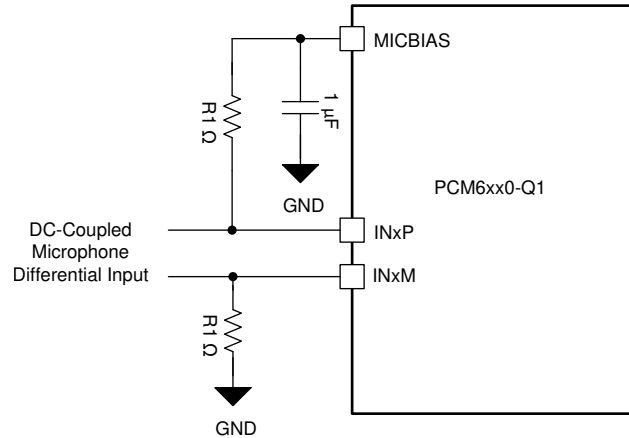 MICBIAS
R1 Ω
1 µF
PCM6xx0-Q1
GND
DC-Coupled
Microphone
Differential Input
INxP
INxM
R1 Ω
GND